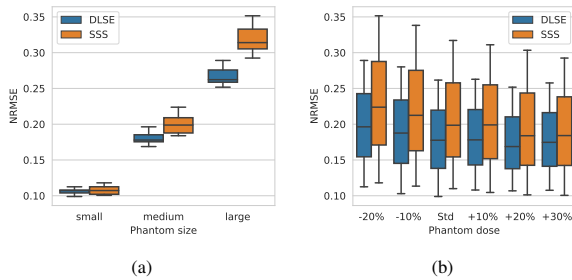 0.35
0.30
0.25
0.20
0.15
0.10
NRMSE
DLSE
SSS
small medium large
Phantom size
(a)
0.35
0.30
0.25
0.20
0.15
0.10
NRMSE
DLSE
SSS
-20% -10% Std +10% +20% +30%
Phantom dose
(b)